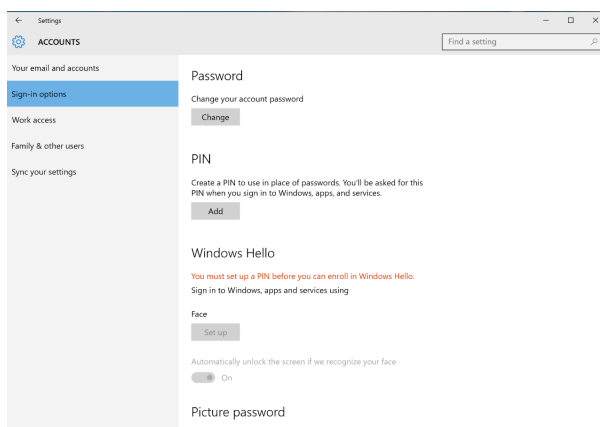 Settings
ACCOUNTS
Find a setting
Your email and accounts
Sign-in options
Work access
Family & other users
Sync your settings
Password
Change your account password
Change
PIN
Create a PIN to use in place of passwords. You'll be asked for this
PIN when you sign in to Windows, apps, and services.
Add
Windows Hello
You must set up a PIN before you can enroll in Windows Hello.
Sign in to Windows, apps and services using
Face
Set up
Automatically unlock the screen if we recognize your face
On
Picture password